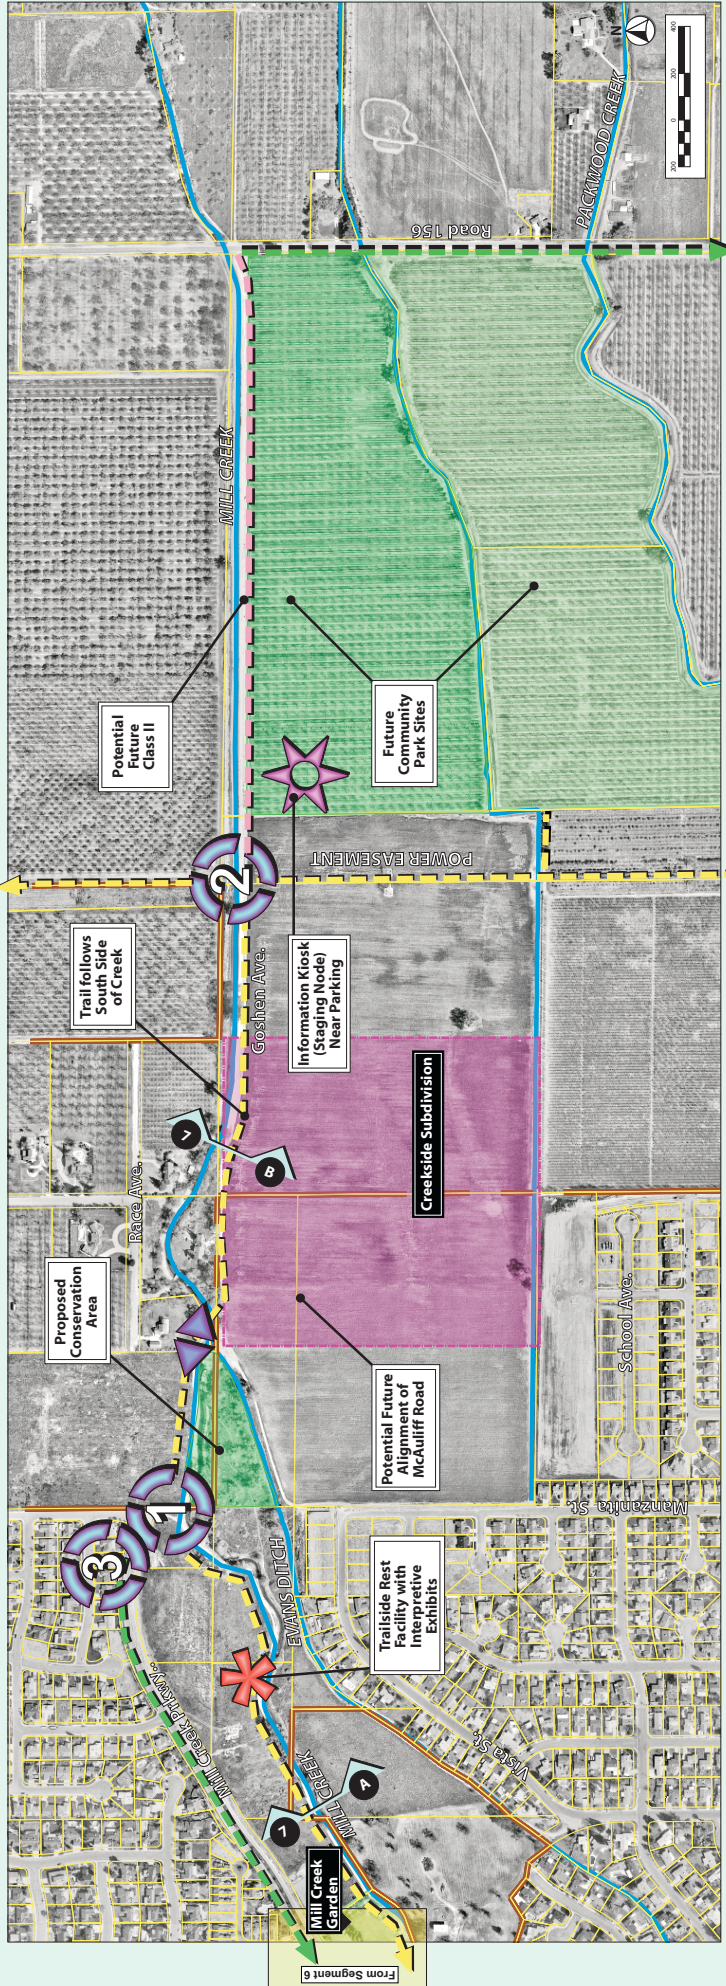 N
200
0
200
400
PACKWOOD CREEK
Road 156
MILL CREEK
Potential
Future
Class II
Future
Community
Park Sites
2
POWER EASEMENT
Trail follows
South Side
of Creek
Goshen Ave.
Information Kiosk
(Staging Node)
Near Parking
7
B
Creekside Subdivision
Race Ave.
Proposed
Conservation
Area
School Ave.
Potential Future
Alignment of
McAuliff Road
Manzanita St.
1
3
EVANS DITCH
Trailside Rest
Facility with
Interpretive
Exhibits
Mill Creek Prkwy.
Vista St.
MILL CREEK
7
A
Mill Creek
Garden
From Segment 6